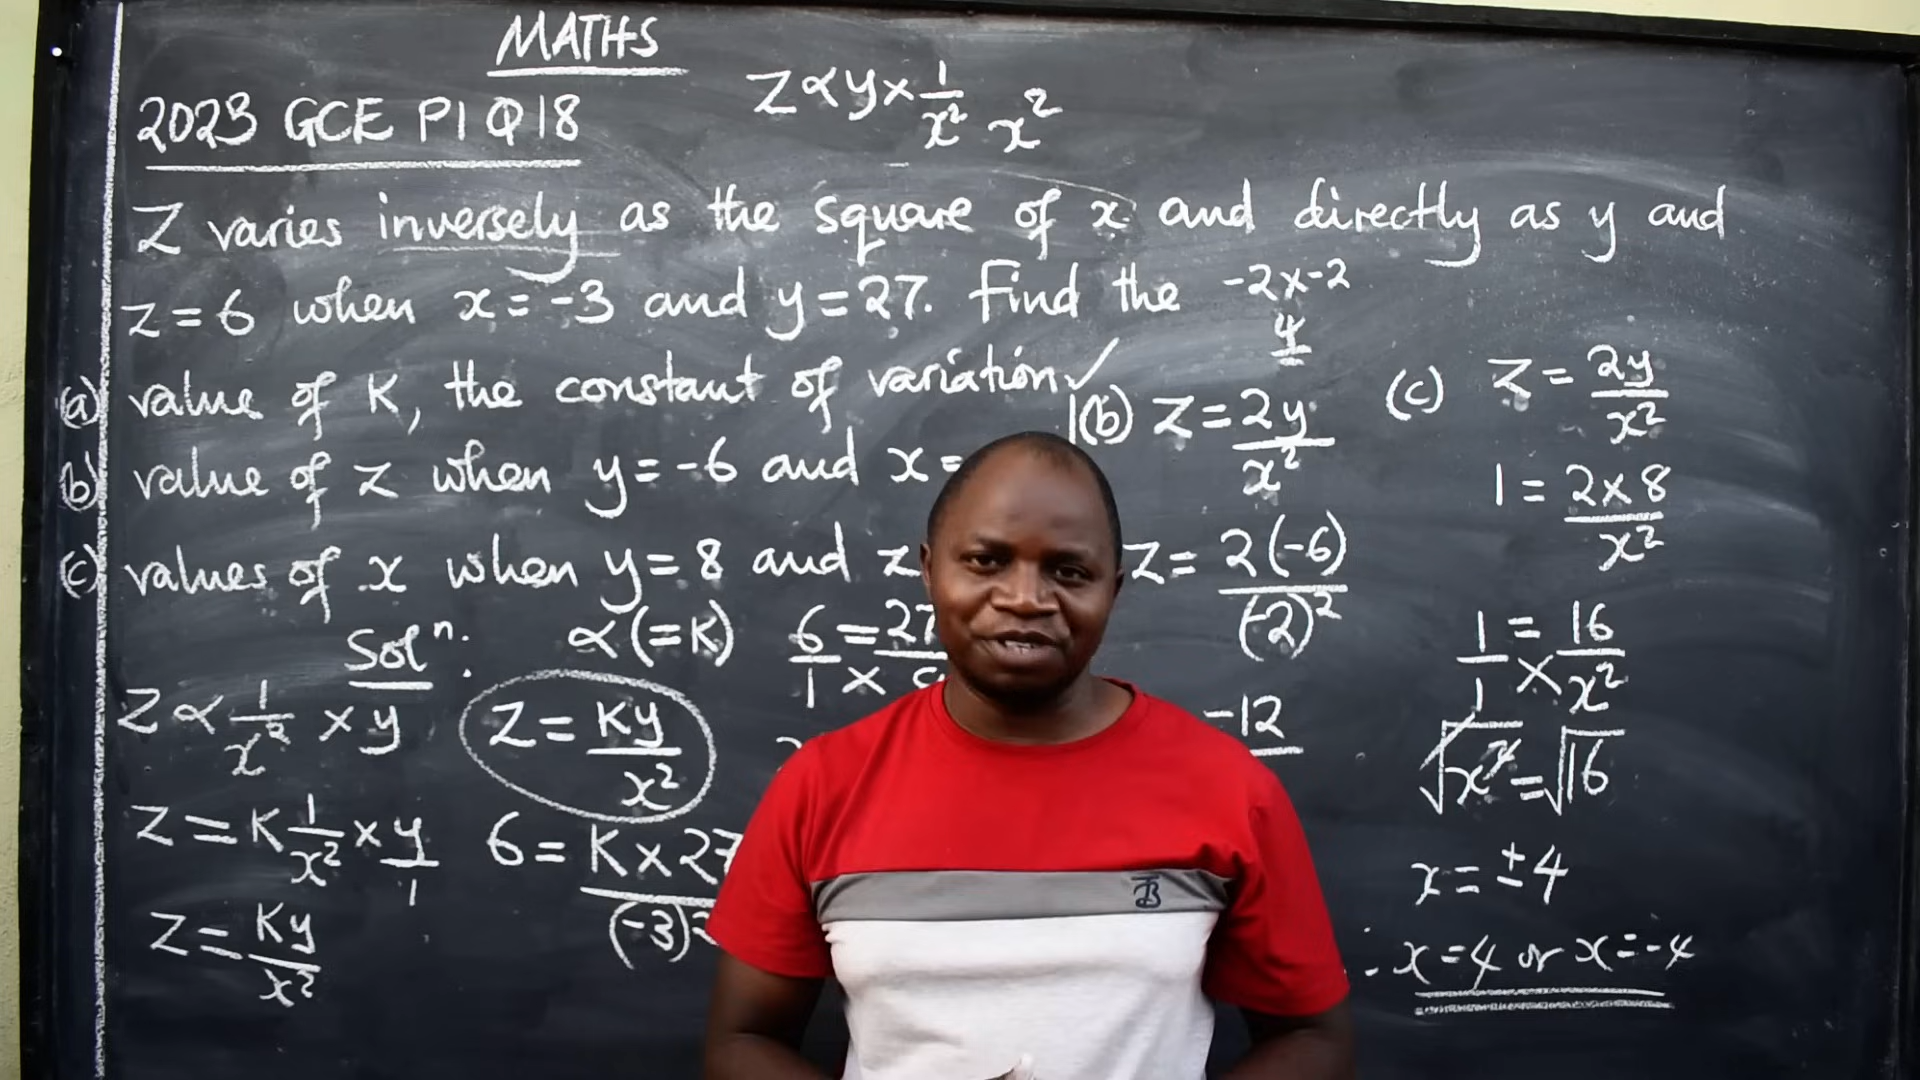 MATHS
2023 GCE P1 Q18
Z ∝ y × 1/x² x²
Z varies inversely as the square of x and directly as y and
z = 6 when x = -3 and y = 27. Find the
-2 x -2
4
(a) value of K, the constant of variation ✓
(b) value of z when y = -6 and x =
(c) values of x when y = 8 and z
Solⁿ:
Z ∝ 1/x² × y
Z = K 1/x² × y/1
Z = Ky/x²
∝ (= K)
Z = Ky/x²
6 = K × 27
(-3)²
6/1 = 27
×
(b) Z = 2y/x²
Z = 2(-6)/(-2)²
-12
(c) Z = 2y/x²
1 = 2×8/x²
1/1 × = 16/x²
√x² = √16
x = ±4
∴ x = 4 or x = -4
B